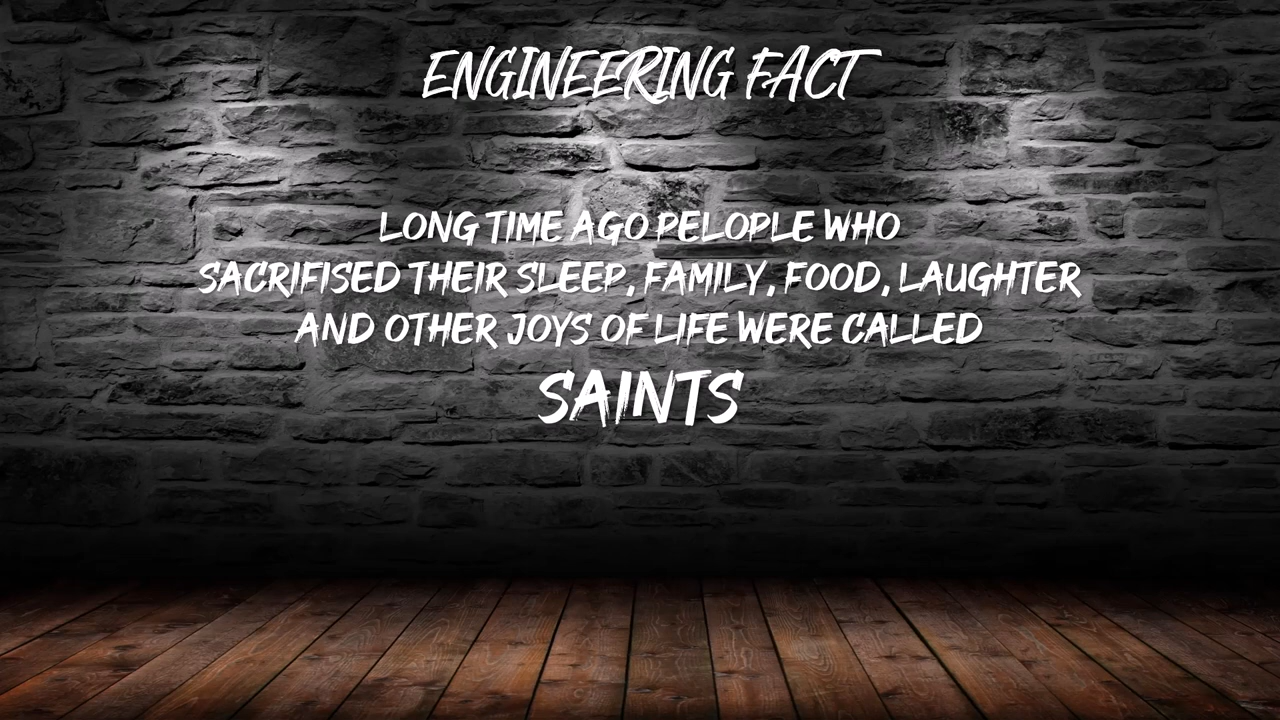 ENGINEERING FACT
LONG TIME AGO PELOPLE WHO
SACRIFISED THEIR SLEEP, FAMILY, FOOD, LAUGHTER
AND OTHER JOYS OF LIFE WERE CALLED
SAINTS